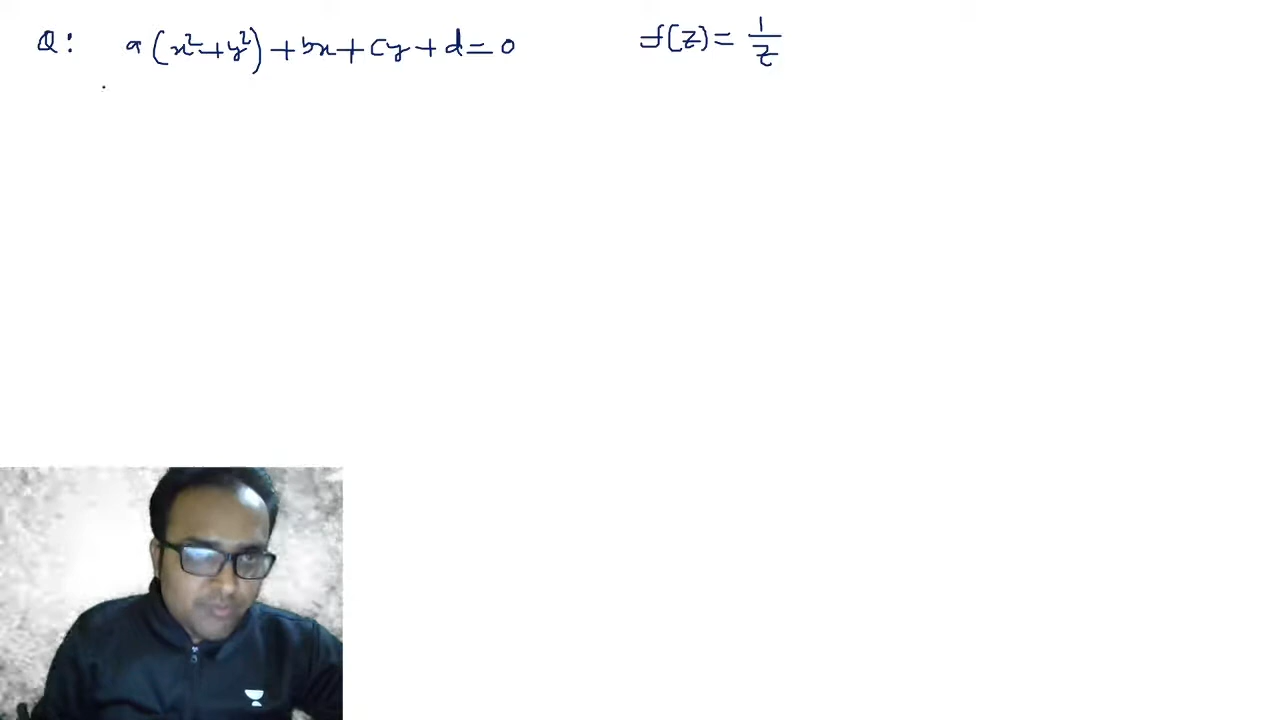 Q: a(x²+y²)+bx+cy+d=0 f(z)= 1/z